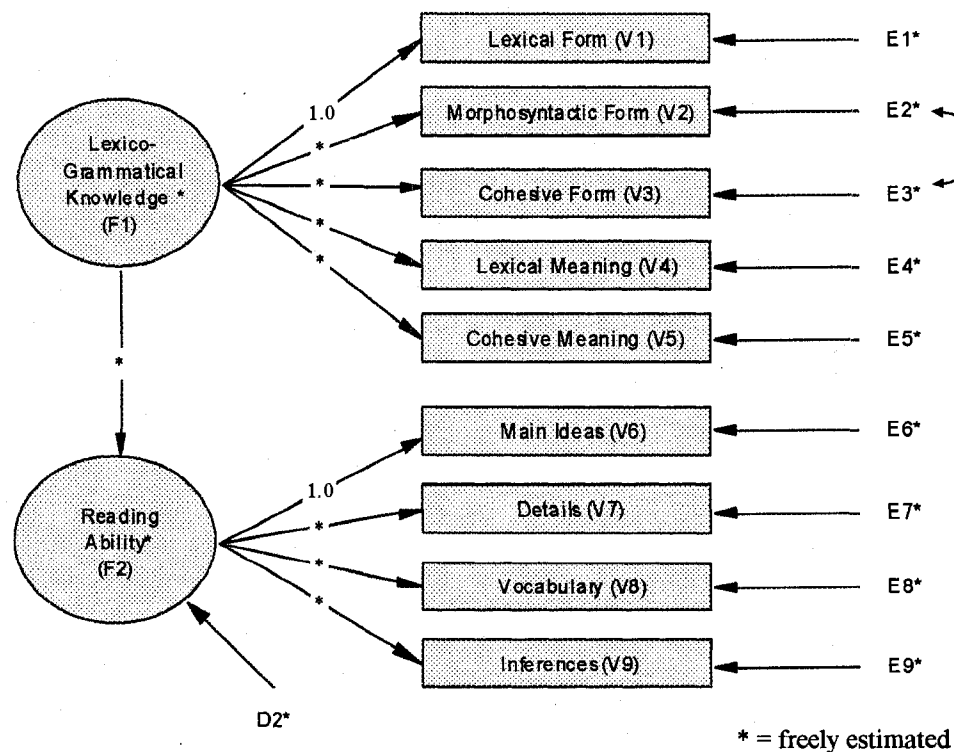 Lexical Form (V1)
E1*
1.0
Morphosyntactic Form (V2)
E2*
Lexico-
Grammatical
Knowledge *
(F1)
*
*
Cohesive Form (V3)
E3*
*
Lexical Meaning (V4)
E4*
*
Cohesive Meaning (V5)
E5*
*
Main Ideas (V6)
E6*
1.0
Reading
Ability*
(F2)
*
Details (V7)
E7*
*
Vocabulary (V8)
E8*
*
Inferences (V9)
E9*
D2*
* = freely estimated